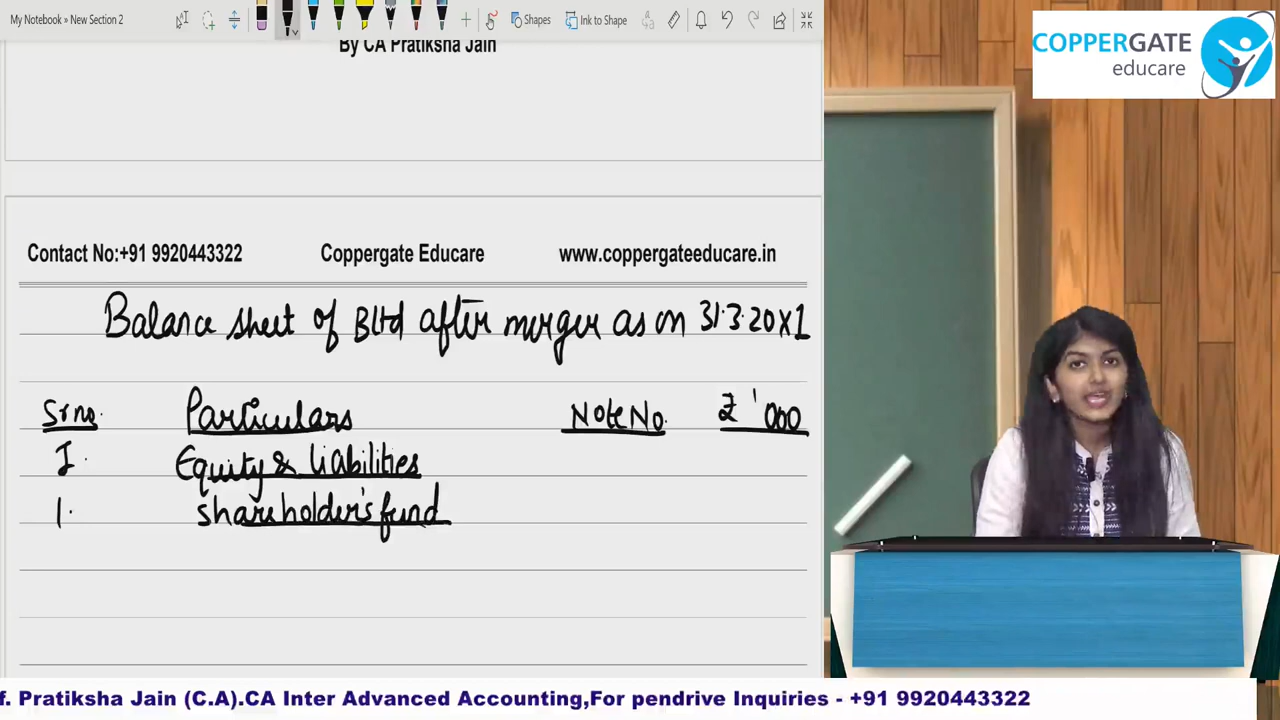 My Notebook » New Section 2
Shapes
Ink to Shape
By CA Pratiksha Jain
COPPERGATE
educare
Contact No:+91 9920443322 Coppergate Educare www.coppergateeducare.in
Balance sheet of B Ltd after merger as on 31.3.20X1
Sr no. Particulars Note No. ₹ '000
I. Equity & liabilities
1. shareholder's fund
f. Pratiksha Jain (C.A).CA Inter Advanced Accounting,For pendrive Inquiries - +91 9920443322